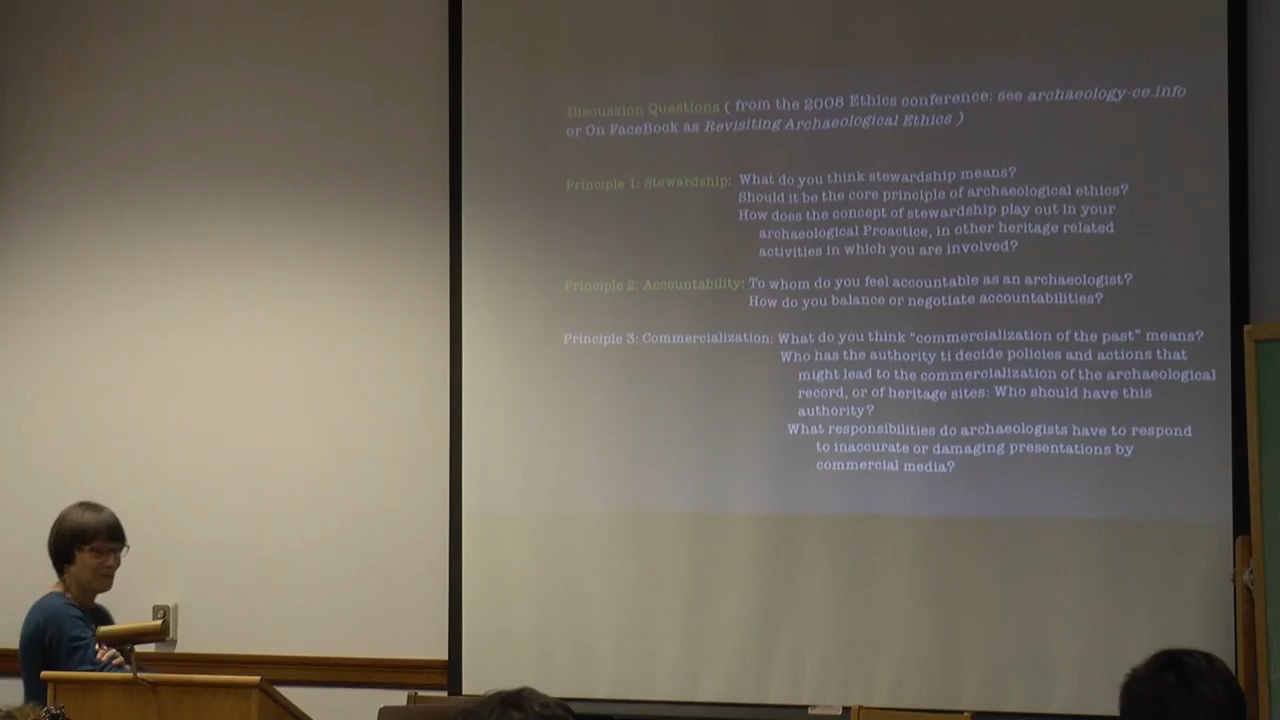 Discussion Questions ( from the 2008 Ethics conference: see archaeology-ce.info
or On FaceBook as Revisiting Archaeological Ethics )
Principle 1: Stewardship: What do you think stewardship means?
Should it be the core principle of archaeological ethics?
How does the concept of stewardship play out in your
archaeological Proactice, in other heritage related
activities in which you are involved?
Principle 2: Accountability: To whom do you feel accountable as an archaeologist?
How do you balance or negotiate accountabilities?
Principle 3: Commercialization: What do you think "commercialization of the past" means?
Who has the authority ti decide policies and actions that
might lead to the commercialization of the archaeological
record, or of heritage sites: Who should have this
authority?
What responsibilities do archaeologists have to respond
to inaccurate or damaging presentations by
commercial media?